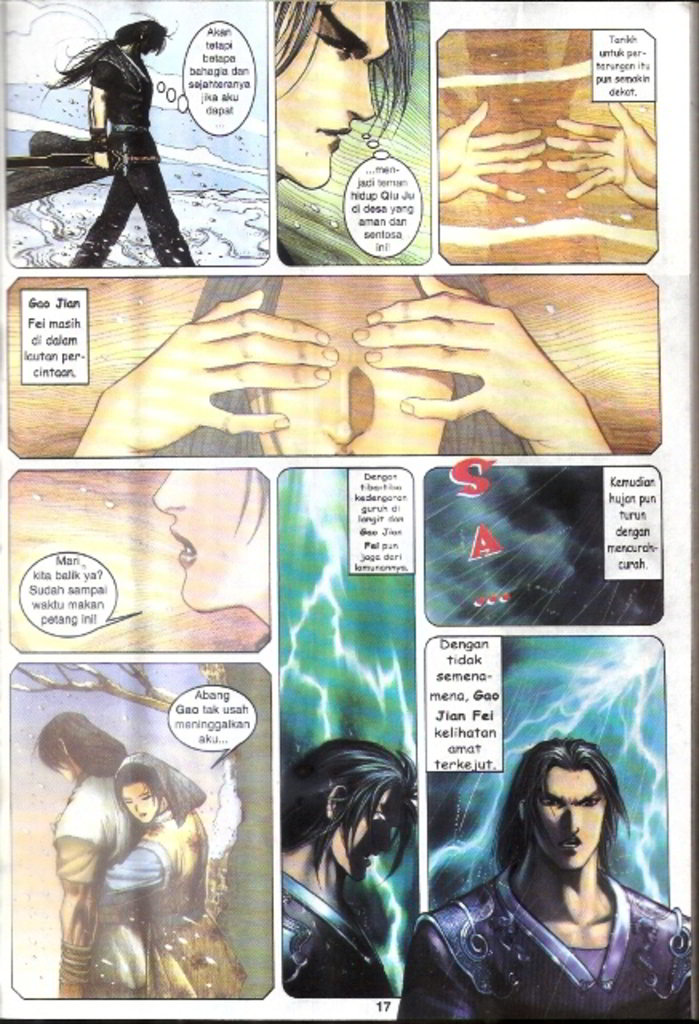 Akan
tetapi
betapa
bahagia dan
sejahteranya
jika aku
dapat
...
...men-
jadi teman
hidup Qiu Ju
di desa yang
aman dan
sentosa
ini!
Tarikh
untuk per-
tarungan itu
pun semakin
dekat.
Gao Jian
Fei masih
di dalam
lautan per-
cintaan.
Mari,
kita balik ya?
Sudah sampai
waktu makan
petang ini!
Abang
Gao tak usah
meninggalkan
aku...
Dengan
tiba-tiba
kedengaran
guruh di
langit dan
Gao Jian
Fei pun
jaga dari
lamunannya.
S
A
...
Kemudian
hujan pun
turun
dengan
mencurah-
curah.
Dengan
tidak
semena-
mena, Gao
Jian Fei
kelihatan
amat
terkejut.
17